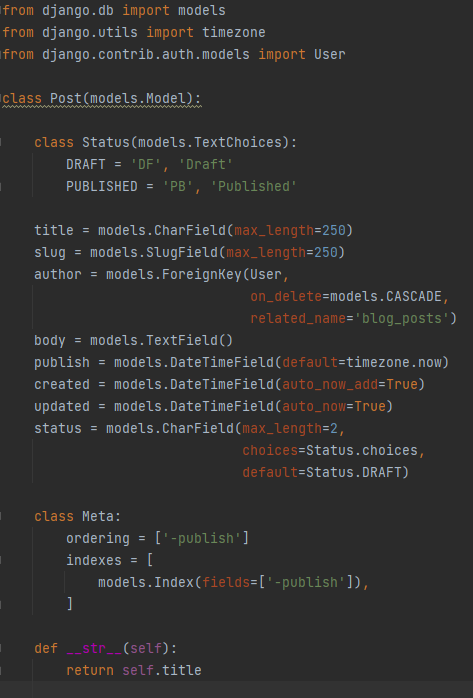 from django.db import models
from django.utils import timezone
from django.contrib.auth.models import User

class Post(models.Model):

    class Status(models.TextChoices):
        DRAFT = 'DF', 'Draft'
        PUBLISHED = 'PB', 'Published'

    title = models.CharField(max_length=250)
    slug = models.SlugField(max_length=250)
    author = models.ForeignKey(User,
                               on_delete=models.CASCADE,
                               related_name='blog_posts')
    body = models.TextField()
    publish = models.DateTimeField(default=timezone.now)
    created = models.DateTimeField(auto_now_add=True)
    updated = models.DateTimeField(auto_now=True)
    status = models.CharField(max_length=2,
                              choices=Status.choices,
                              default=Status.DRAFT)

    class Meta:
        ordering = ['-publish']
        indexes = [
            models.Index(fields=['-publish']),
        ]

    def __str__(self):
        return self.title